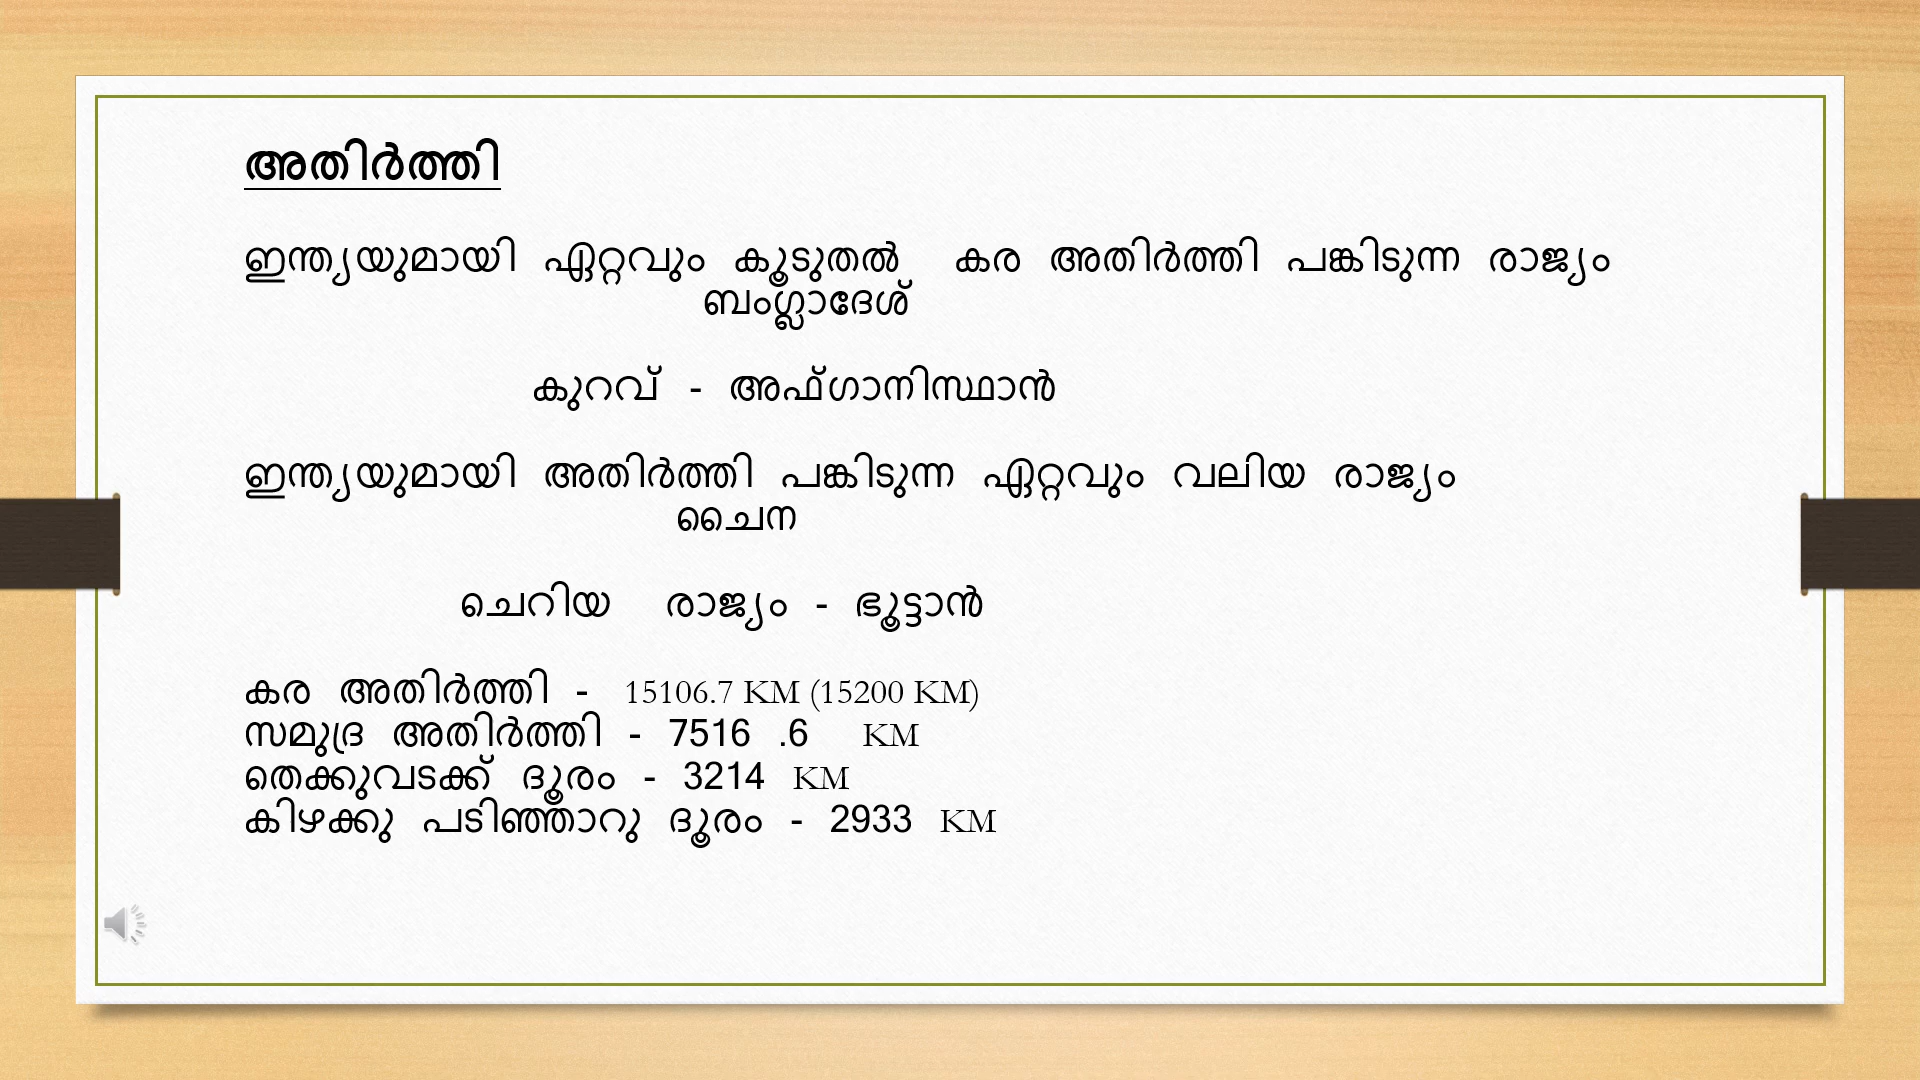 അതിർത്തി
ഇന്ത്യയുമായി ഏറ്റവും കൂടുതൽ കര അതിർത്തി പങ്കിടുന്ന രാജ്യം
ബംഗ്ലാദേശ്
കുറവ് - അഫ്ഗാനിസ്ഥാൻ
ഇന്ത്യയുമായി അതിർത്തി പങ്കിടുന്ന ഏറ്റവും വലിയ രാജ്യം
ചൈന
ചെറിയ രാജ്യം - ഭൂട്ടാൻ
കര അതിർത്തി - 15106.7 KM (15200 KM)
സമുദ്ര അതിർത്തി - 7516 .6 KM
തെക്കുവടക്ക് ദൂരം - 3214 KM
കിഴക്കു പടിഞ്ഞാറു ദൂരം - 2933 KM